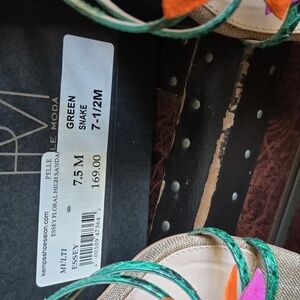 PELLE MODA
ESSEY FLORAL HIGH SANDAL
7.5 M
169.00
GREEN
SNAKE
7-1/2M
kempsshoesalon.com
MULTI
ESSEY